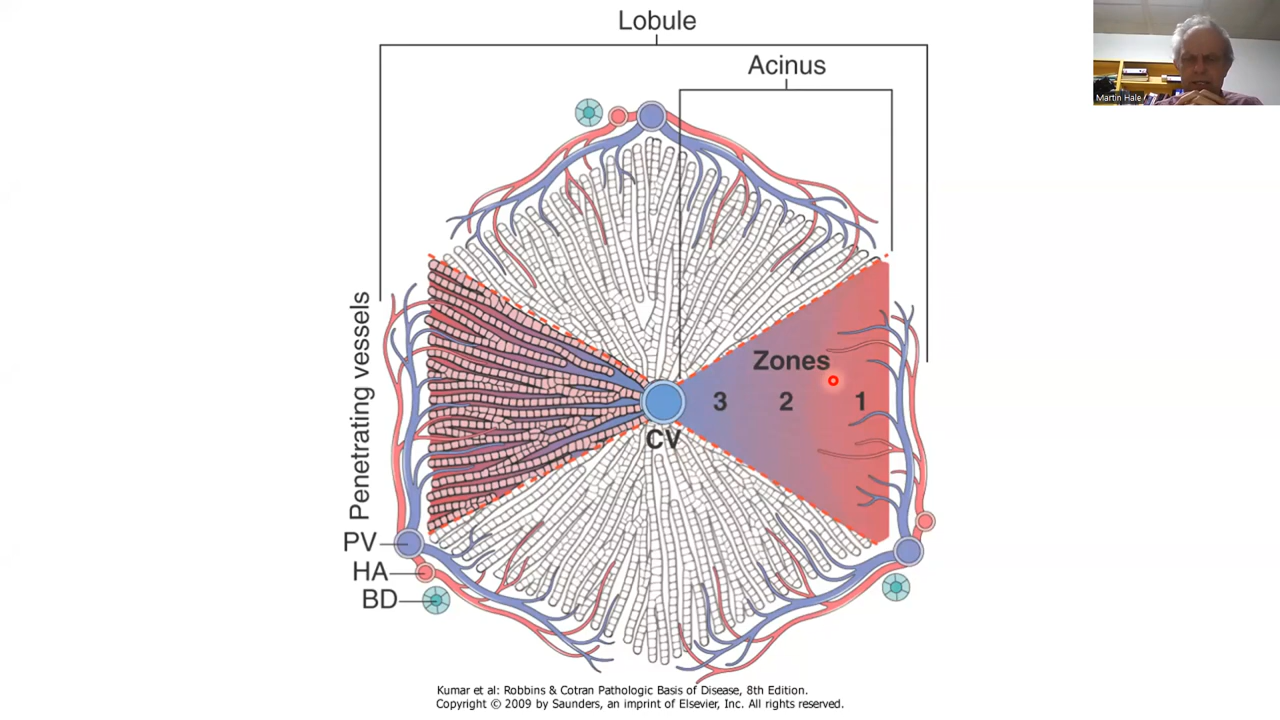 Lobule
Acinus
Martin Hale
Penetrating vessels
Zones
3 2 1
CV
PV
HA
BD
Kumar et al: Robbins & Cotran Pathologic Basis of Disease, 8th Edition.
Copyright © 2009 by Saunders, an imprint of Elsevier, Inc. All rights reserved.